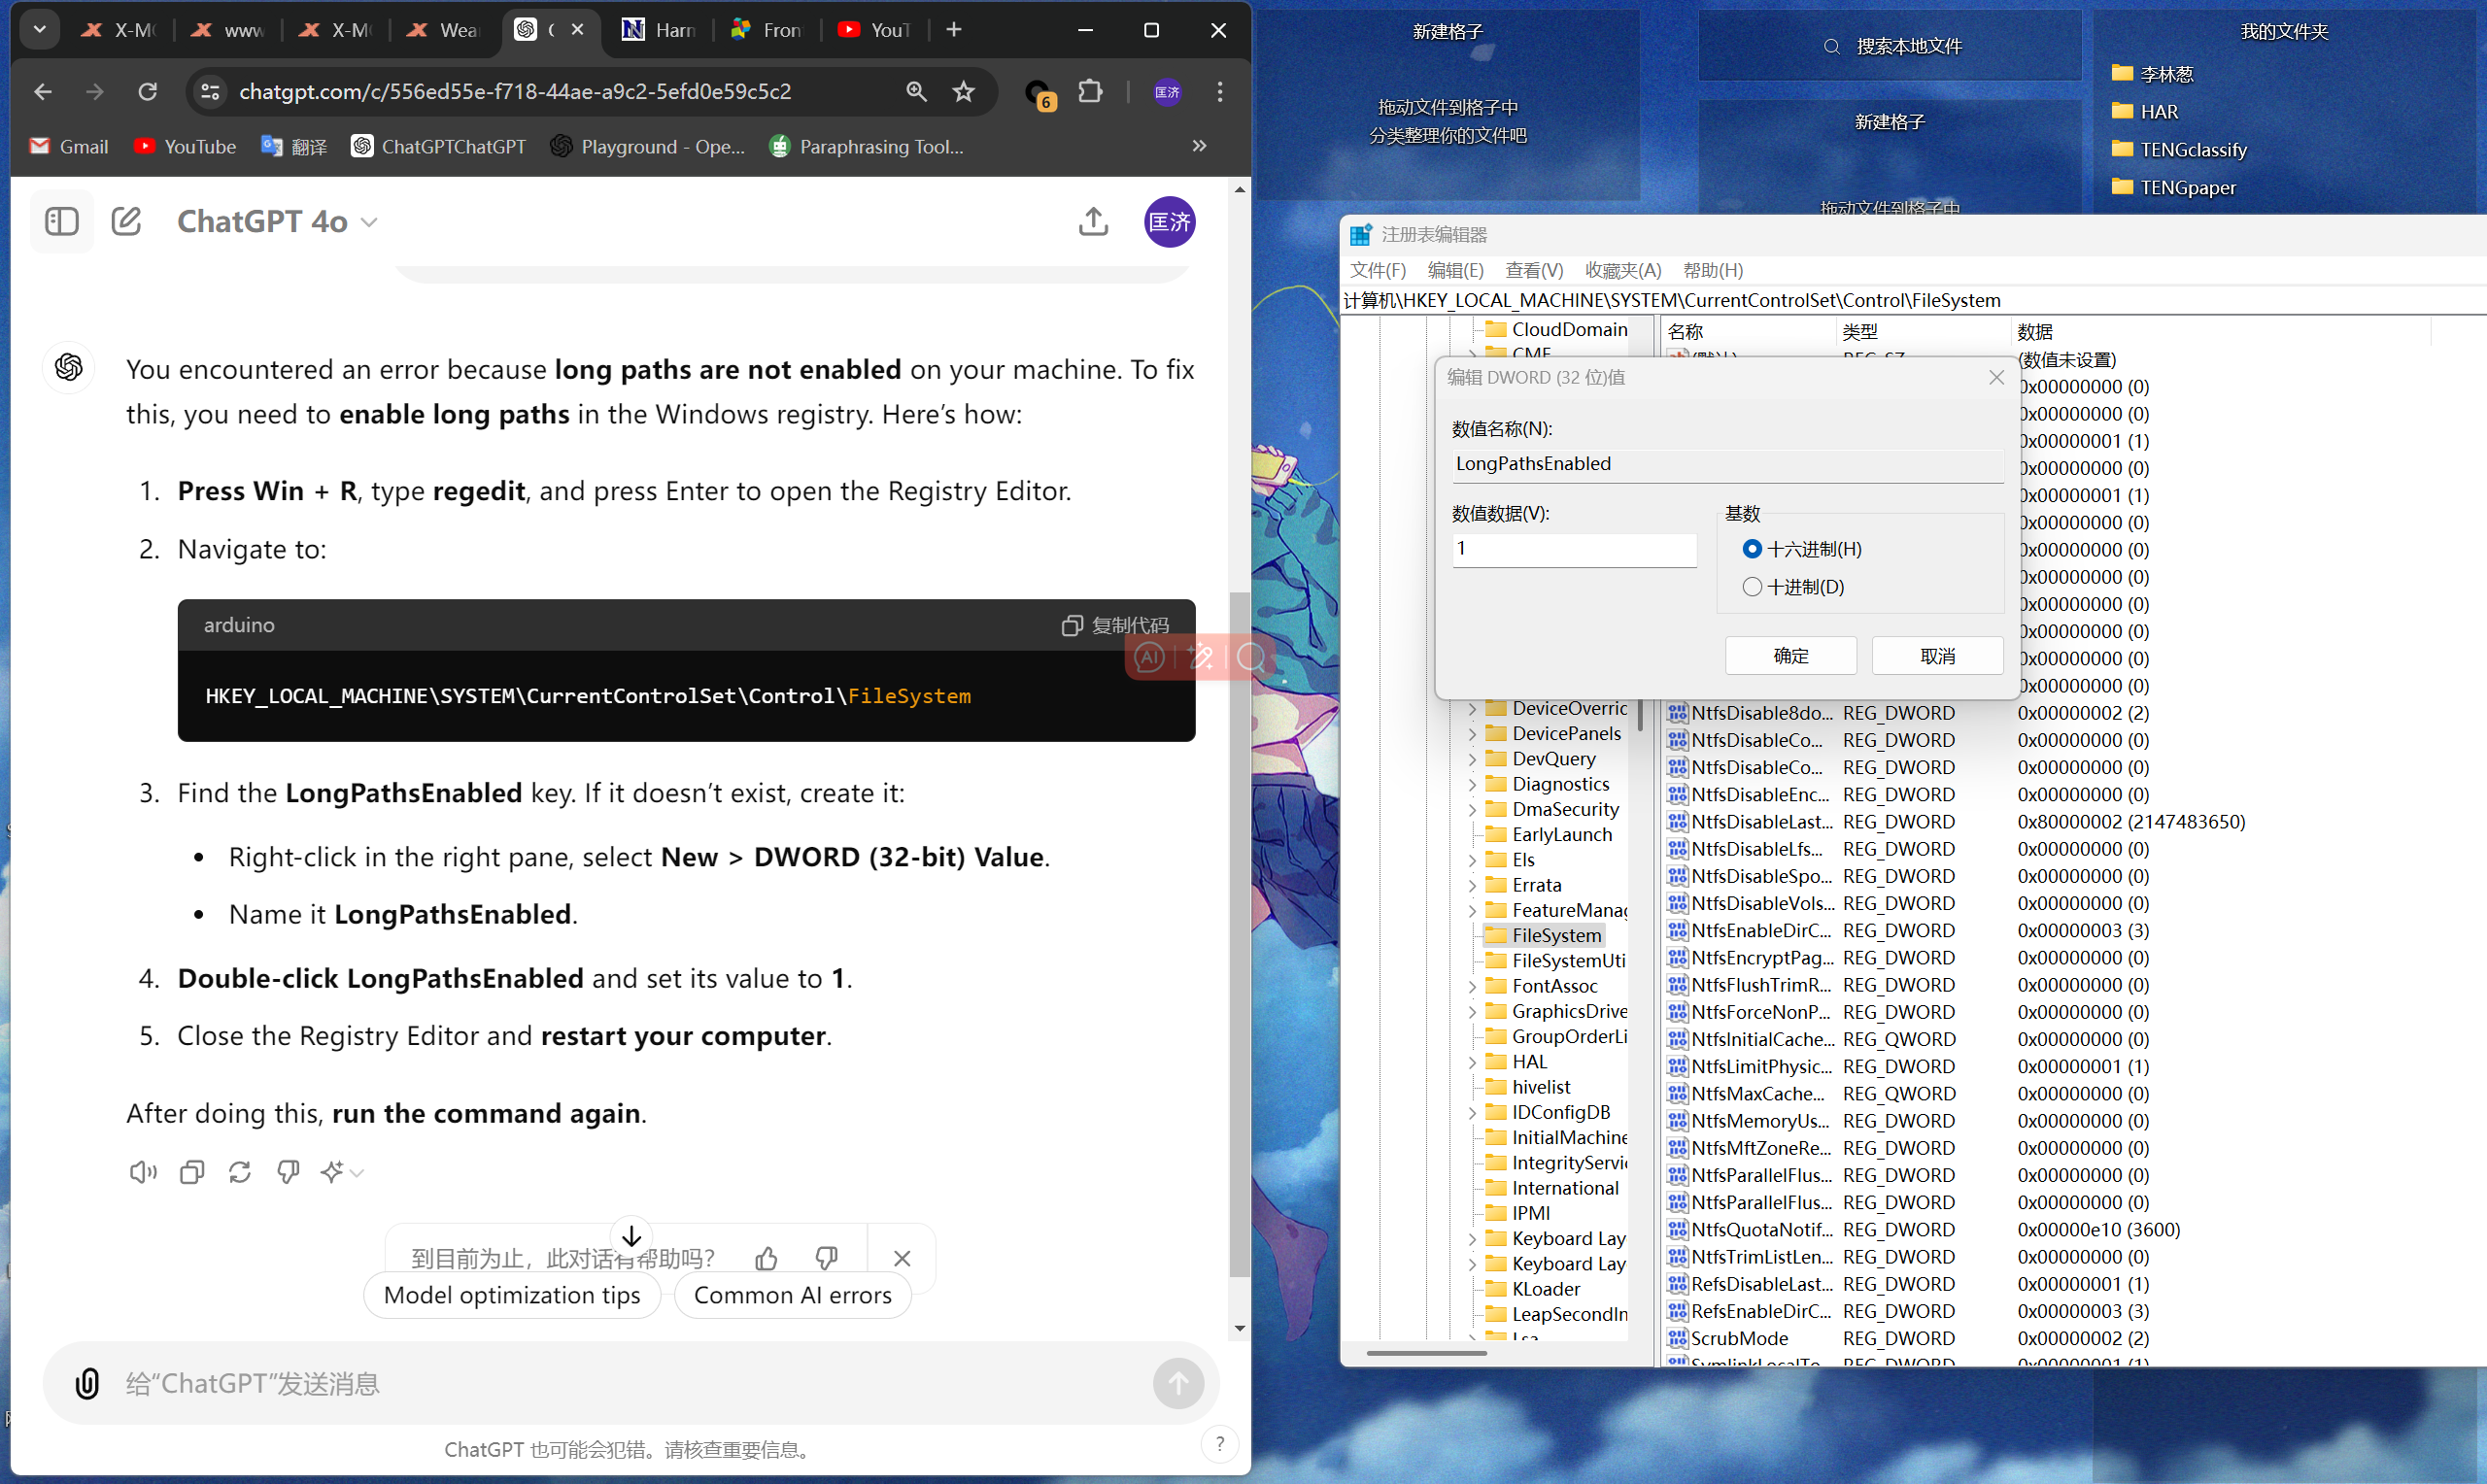 X-M
www
X-M
Wea
Harn
Fron
YouT
chatgpt.com/c/556ed55e-f718-44ae-a9c2-5efd0e59c5c2
6
匡济
Gmail
YouTube
翻译
ChatGPTChatGPT
Playground - Ope...
Paraphrasing Tool...
ChatGPT 4o
匡济
You encountered an error because long paths are not enabled on your machine. To fix
this, you need to enable long paths in the Windows registry. Here’s how:
1. Press Win + R, type regedit, and press Enter to open the Registry Editor.
2. Navigate to:
arduino
复制代码
HKEY_LOCAL_MACHINE\SYSTEM\CurrentControlSet\Control\FileSystem
AI
3. Find the LongPathsEnabled key. If it doesn’t exist, create it:
• Right-click in the right pane, select New > DWORD (32-bit) Value.
• Name it LongPathsEnabled.
4. Double-click LongPathsEnabled and set its value to 1.
5. Close the Registry Editor and restart your computer.
After doing this, run the command again.
到目前为止，此对话有帮助吗？
Model optimization tips
Common AI errors
给“ChatGPT”发送消息
ChatGPT 也可能会犯错。请核查重要信息。
?
新建格子
拖动文件到格子中
分类整理你的文件吧
搜索本地文件
新建格子
拖动文件到格子中
我的文件夹
李林葱
HAR
TENGclassify
TENGpaper
注册表编辑器
文件(F) 编辑(E) 查看(V) 收藏夹(A) 帮助(H)
计算机\HKEY_LOCAL_MACHINE\SYSTEM\CurrentControlSet\Control\FileSystem
CloudDomain
CMF
DeviceOverric
DevicePanels
DevQuery
Diagnostics
DmaSecurity
EarlyLaunch
Els
Errata
FeatureManag
FileSystem
FileSystemUti
FontAssoc
GraphicsDrive
GroupOrderLi
HAL
hivelist
IDConfigDB
InitialMachine
IntegrityServic
International
IPMI
Keyboard Lay
Keyboard Lay
KLoader
LeapSecondIn
Lsa
名称 类型 数据
(默认) REG_SZ (数值未设置)
0x00000000 (0)
0x00000000 (0)
0x00000001 (1)
0x00000000 (0)
0x00000001 (1)
0x00000000 (0)
0x00000000 (0)
0x00000000 (0)
0x00000000 (0)
0x00000000 (0)
0x00000000 (0)
0x00000000 (0)
编辑 DWORD (32 位)值
数值名称(N):
LongPathsEnabled
数值数据(V):
1
基数
十六进制(H)
十进制(D)
确定
取消
NtfsDisable8do... REG_DWORD 0x00000002 (2)
NtfsDisableCo... REG_DWORD 0x00000000 (0)
NtfsDisableCo... REG_DWORD 0x00000000 (0)
NtfsDisableEnc... REG_DWORD 0x00000000 (0)
NtfsDisableLast... REG_DWORD 0x80000002 (2147483650)
NtfsDisableLfs... REG_DWORD 0x00000000 (0)
NtfsDisableSpo... REG_DWORD 0x00000000 (0)
NtfsDisableVols... REG_DWORD 0x00000000 (0)
NtfsEnableDirC... REG_DWORD 0x00000003 (3)
NtfsEncryptPag... REG_DWORD 0x00000000 (0)
NtfsFlushTrimR... REG_DWORD 0x00000000 (0)
NtfsForceNonP... REG_DWORD 0x00000000 (0)
NtfsInitialCache... REG_QWORD 0x00000000 (0)
NtfsLimitPhysic... REG_DWORD 0x00000001 (1)
NtfsMaxCache... REG_QWORD 0x00000000 (0)
NtfsMemoryUs... REG_DWORD 0x00000000 (0)
NtfsMftZoneRe... REG_DWORD 0x00000000 (0)
NtfsParallelFlus... REG_DWORD 0x00000000 (0)
NtfsParallelFlus... REG_DWORD 0x00000000 (0)
NtfsQuotaNotif... REG_DWORD 0x00000e10 (3600)
NtfsTrimListLen... REG_DWORD 0x00000000 (0)
RefsDisableLast... REG_DWORD 0x00000001 (1)
RefsEnableDirC... REG_DWORD 0x00000003 (3)
ScrubMode REG_DWORD 0x00000002 (2)
SymlinkLocalTo... REG_DWORD 0x00000001 (1)